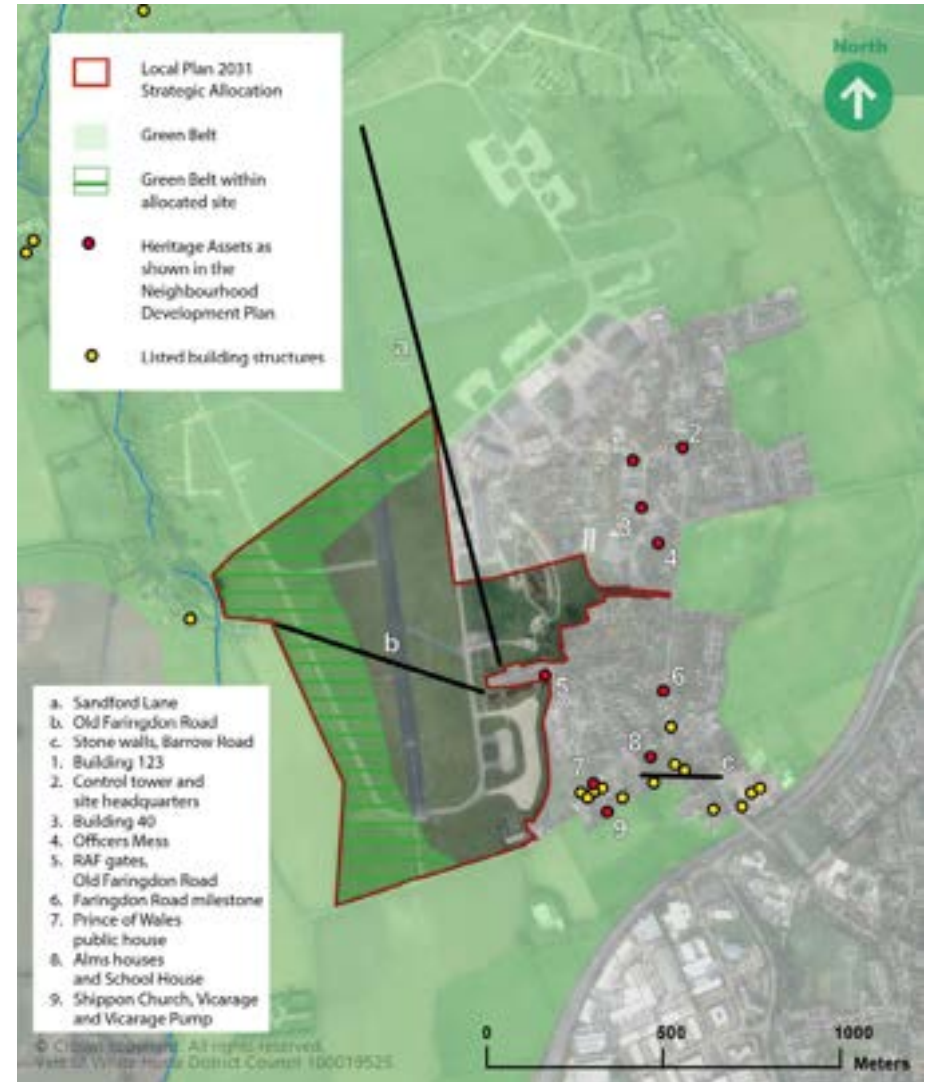 Local Plan 2031
Strategic Allocation
Green Belt
Green Belt within
allocated site
Heritage Assets as
shown in the
Neighbourhood
Development Plan
Listed building structures
North
a
2
3
4
b
5
6
8
c
7
9
a. Sandford Lane
b. Old Faringdon Road
c. Stone walls, Barrow Road
1. Building 123
2. Control tower and
site headquarters
3. Building 40
4. Officers Mess
5. RAF gates,
Old Faringdon Road
6. Faringdon Road milestone
7. Prince of Wales
public house
8. Alms houses
and School House
9. Shippon Church, Vicarage
and Vicarage Pump
© Crown copyright. All rights reserved.
Vale of White Horse District Council 100019525
0 500 1000
Meters